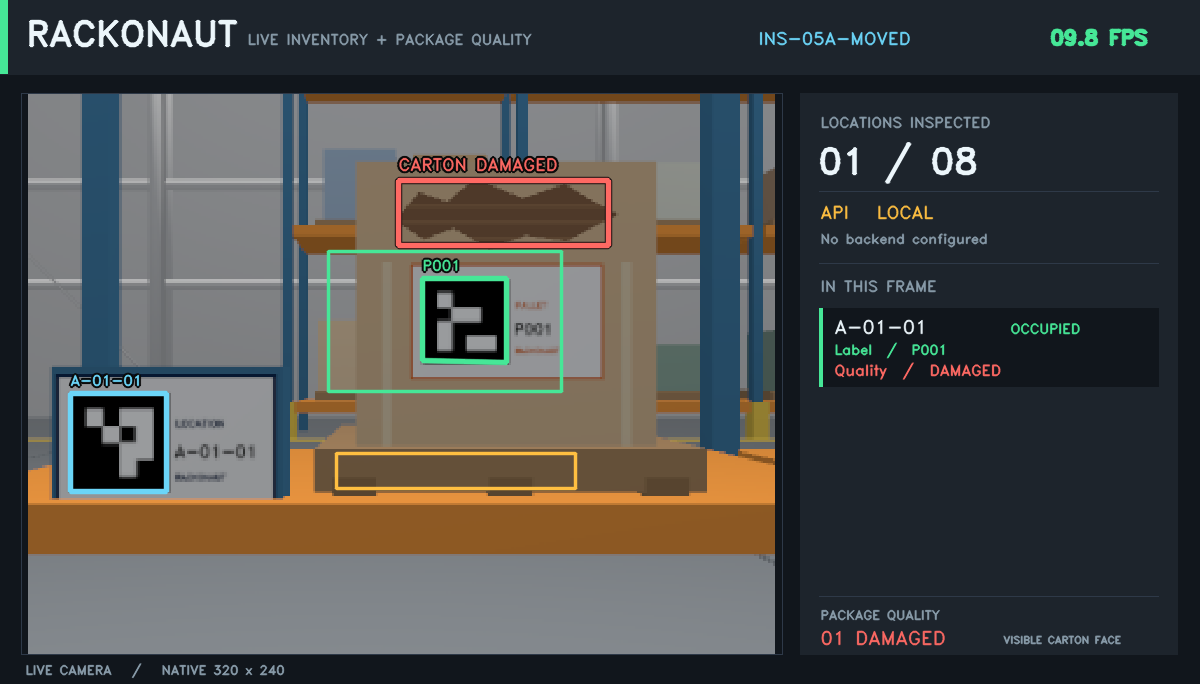 RACKONAUT LIVE INVENTORY + PACKAGE QUALITY INS-05A-MOVED 09.8 FPS
CARTON DAMAGED
P001
PALLET
P001
RACKONAUT
A-01-01
LOCATION
A-01-01
RACKONAUT
LIVE CAMERA / NATIVE 320 x 240
LOCATIONS INSPECTED
01 / 08
API LOCAL
No backend configured
IN THIS FRAME
A-01-01 OCCUPIED
Label / P001
Quality / DAMAGED
PACKAGE QUALITY
01 DAMAGED VISIBLE CARTON FACE